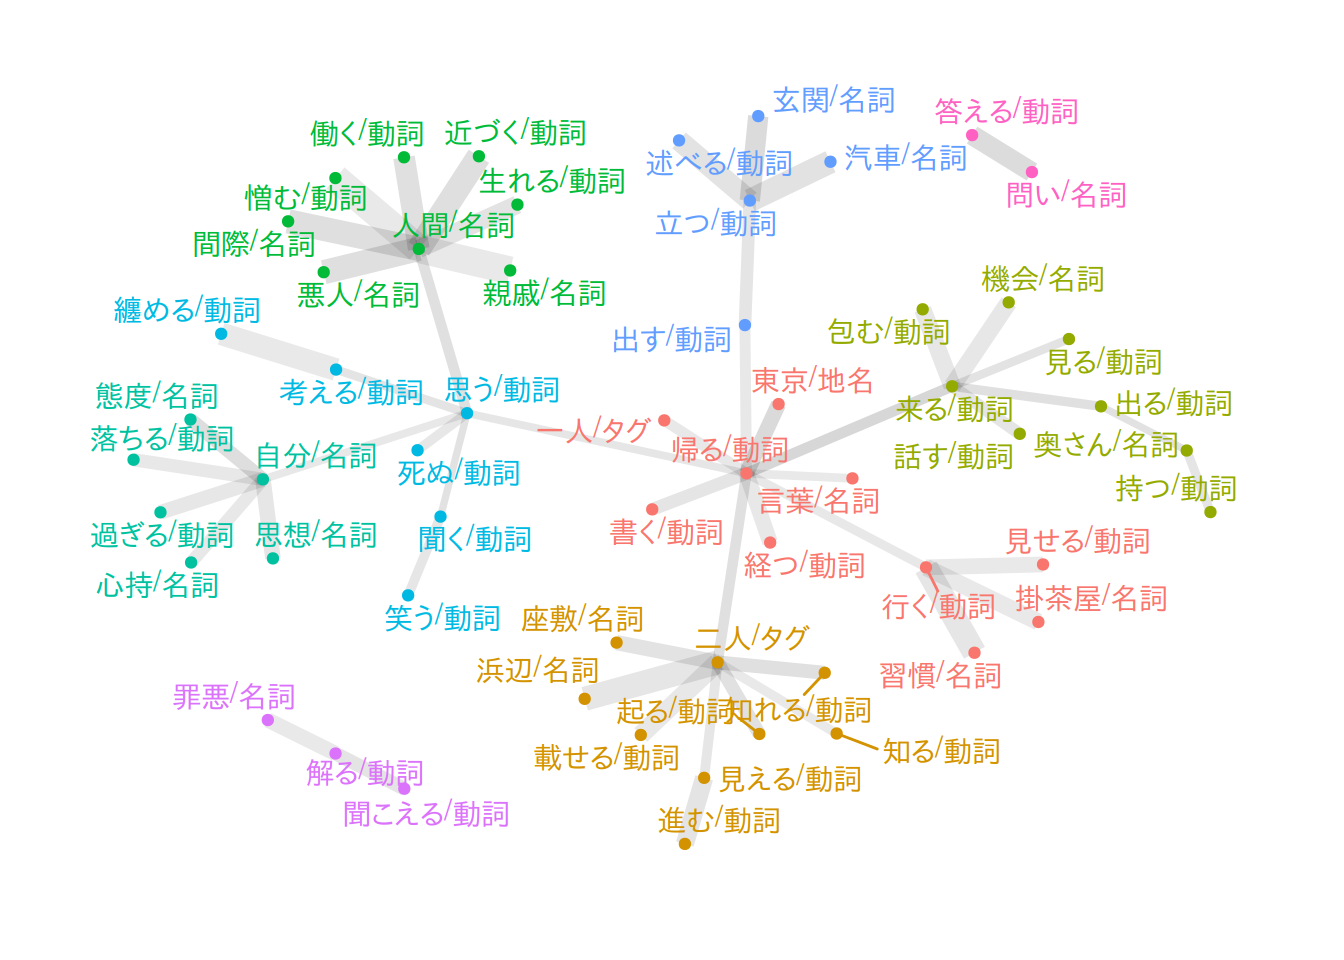 玄関/名詞
答える/動詞
働く/動詞
近づく/動詞
述べる/動詞
汽車/名詞
生れる/動詞
憎む/動詞
問い/名詞
人間/名詞
立つ/動詞
間際/名詞
機会/名詞
悪人/名詞
親戚/名詞
纏める/動詞
包む/動詞
出す/動詞
見る/動詞
東京/地名
考える/動詞
思う/動詞
態度/名詞
来る/動詞
出る/動詞
一人/タグ
落ちる/動詞
帰る/動詞
奥さん/名詞
自分/名詞
話す/動詞
死ぬ/動詞
持つ/動詞
言葉/名詞
書く/動詞
過ぎる/動詞
思想/名詞
聞く/動詞
見せる/動詞
経つ/動詞
心持/名詞
掛茶屋/名詞
行く/動詞
笑う/動詞
座敷/名詞
二人/タグ
浜辺/名詞
習慣/名詞
罪悪/名詞
起る/動詞
知れる/動詞
知る/動詞
載せる/動詞
解る/動詞
見える/動詞
聞こえる/動詞
進む/動詞